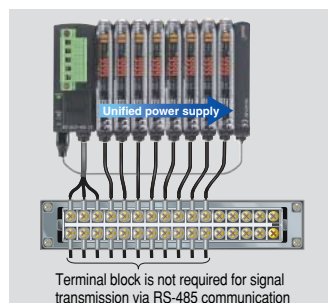 Unified power supply
Terminal block is not required for signal
transmission via RS-485 communication